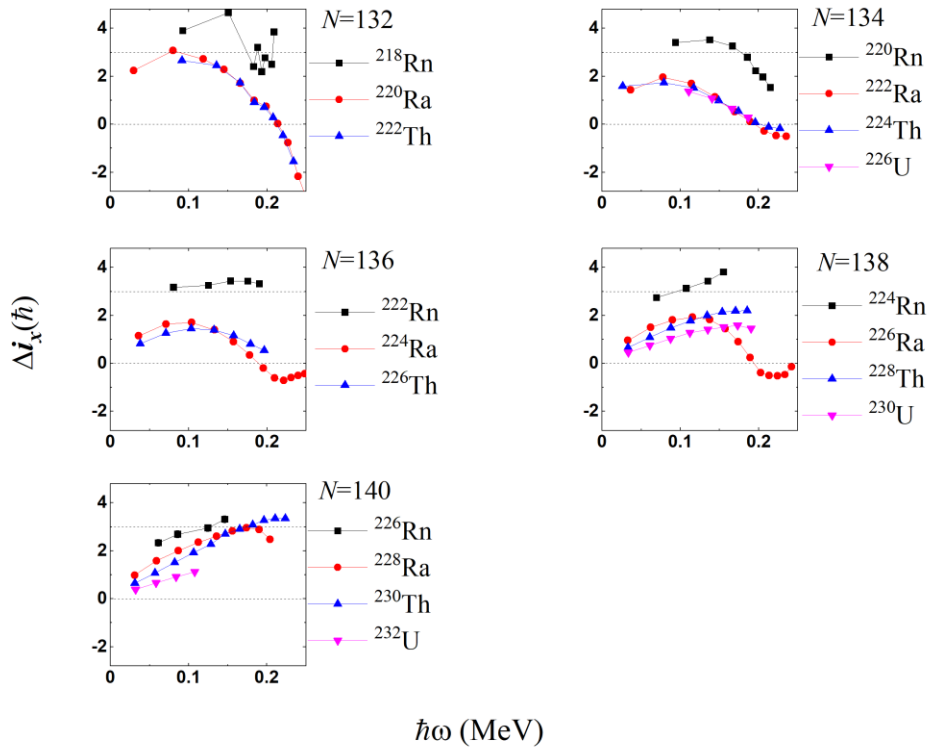 N=132
4
2
0
-2
0
0.1
0.2
²¹⁸Rn
²²⁰Ra
²²²Th
N=134
4
2
0
-2
0
0.1
0.2
²²⁰Rn
²²²Ra
²²⁴Th
²²⁶U
N=136
4
2
0
-2
0
0.1
0.2
²²²Rn
²²⁴Ra
²²⁶Th
N=138
4
2
0
-2
0
0.1
0.2
²²⁴Rn
²²⁶Ra
²²⁸Th
²³⁰U
Δiₓ(ℏ)
N=140
4
2
0
-2
0
0.1
0.2
²²⁶Rn
²²⁸Ra
²³⁰Th
²³²U
ℏω (MeV)